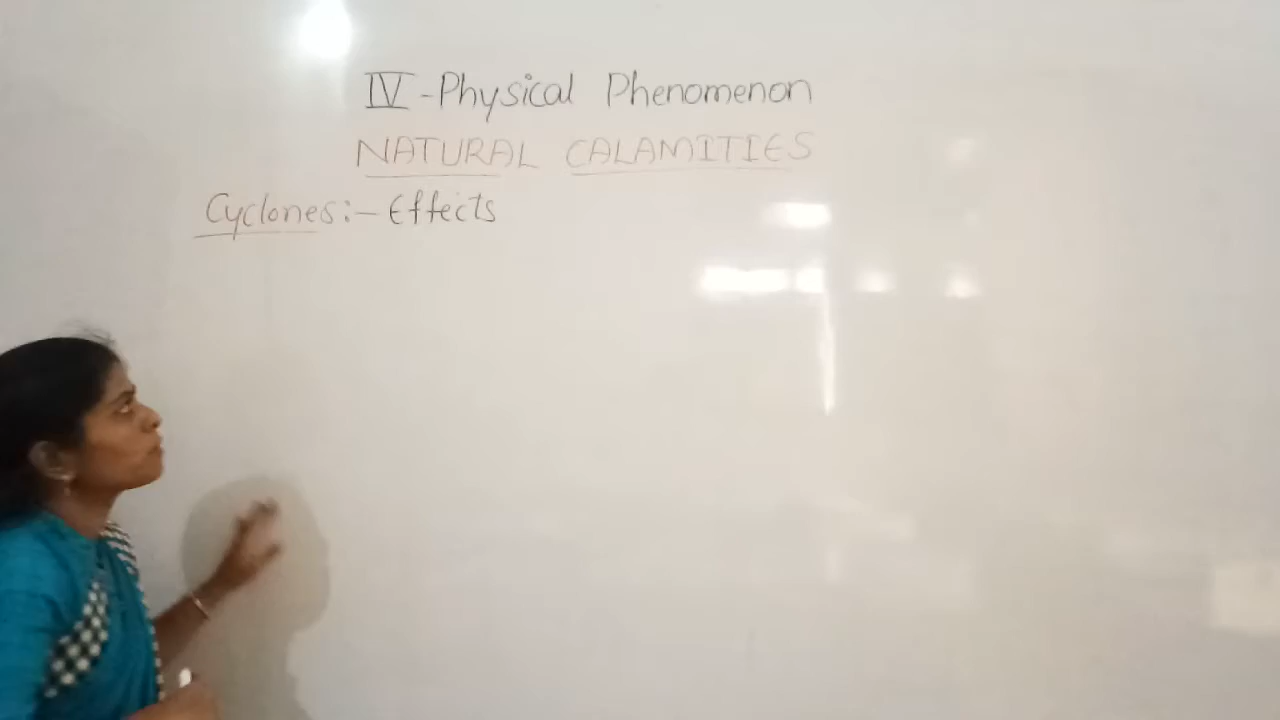 IV - Physical Phenomenon
NATURAL CALAMITIES
Cyclones:- Effects